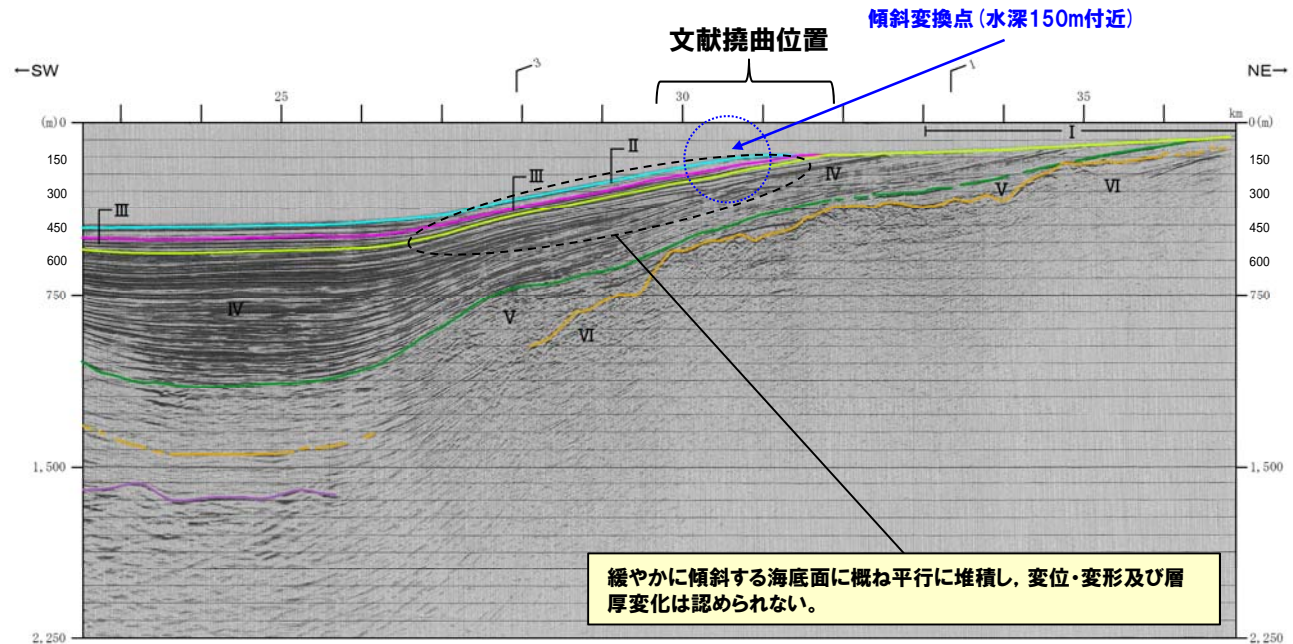 傾斜変換点(水深150m付近)
文献撓曲位置
←SW
3
1
NE→
25
30
35
km
(m)0
0(m)
I
150
II
150
III
IV
300
V
VI
300
III
450
450
600
600
750
IV
V
VI
750
1,500
1,500
緩やかに傾斜する海底面に概ね平行に堆積し，変位・変形及び層
厚変化は認められない。
2,250
2,250